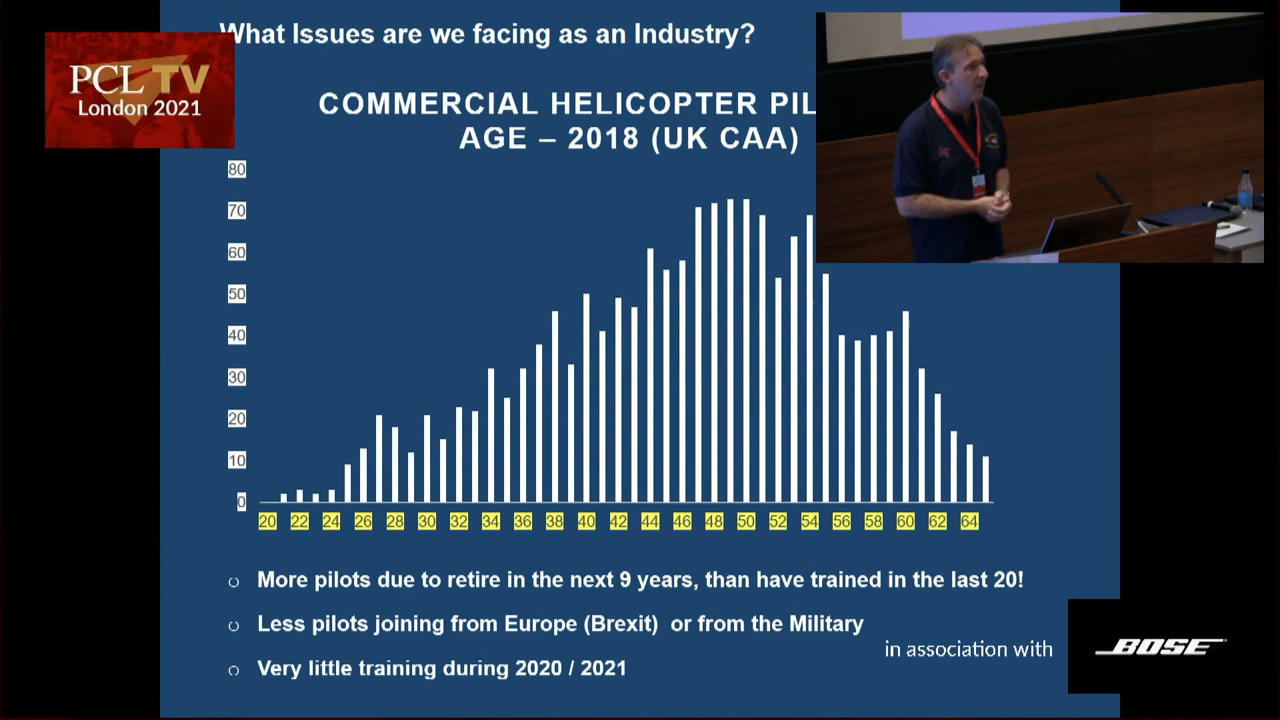 What Issues are we facing as an Industry?
PCL TV
London 2021
COMMERCIAL HELICOPTER PIL
AGE – 2018 (UK CAA)
80
70
60
50
40
30
20
10
0
20 22 24 26 28 30 32 34 36 38 40 42 44 46 48 50 52 54 56 58 60 62 64
More pilots due to retire in the next 9 years, than have trained in the last 20!
Less pilots joining from Europe (Brexit) or from the Military
in association with
BOSE
Very little training during 2020 / 2021